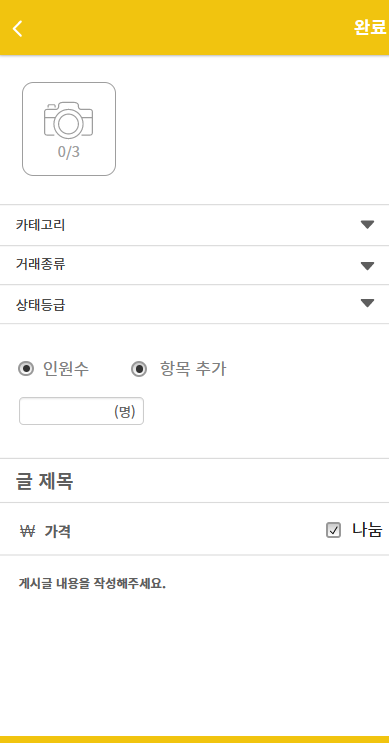 완료
0/3
카테고리
거래종류
상태등급
인원수 항목 추가
(명)
글 제목
₩ 가격 나눔
게시글 내용을 작성해주세요.